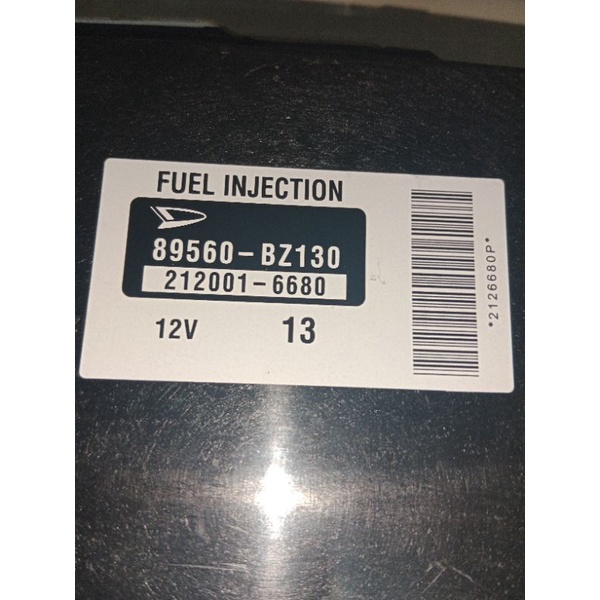 FUEL INJECTION
89560-BZ130
212001-6680
12V 13
*2126680P*